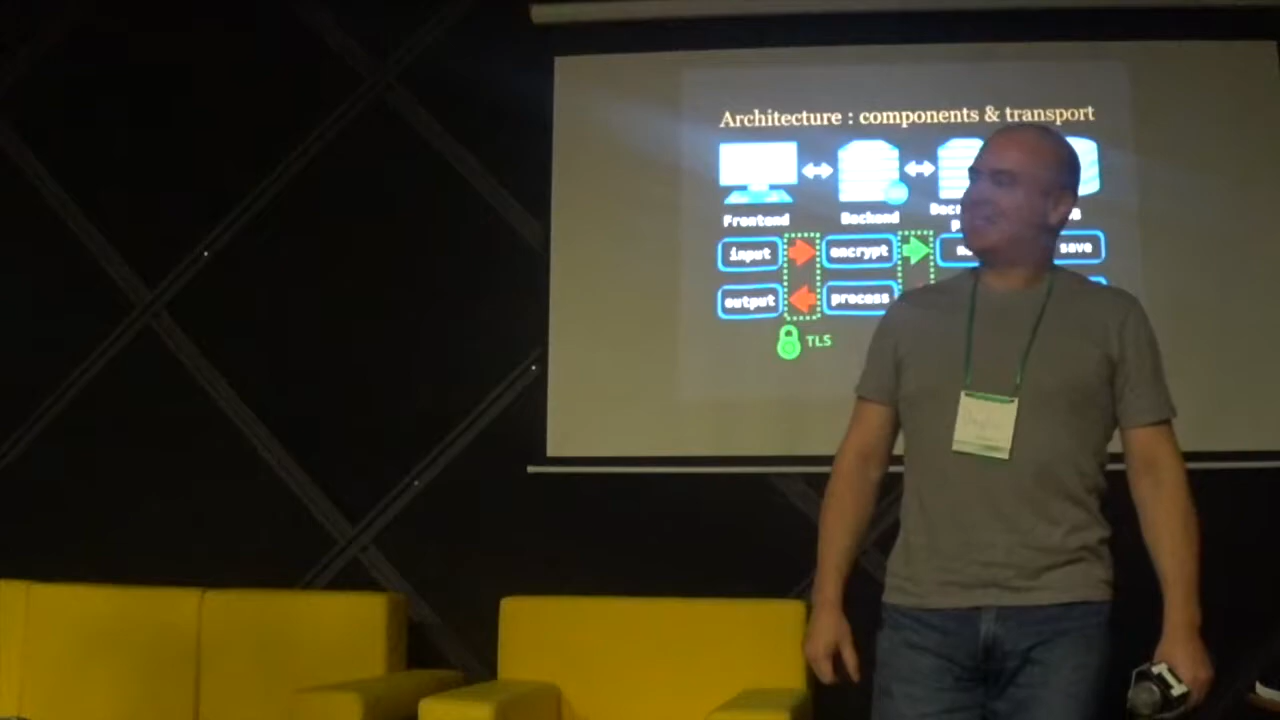 Architecture : components & transport
Frontend Backend
input encrypt save
output process
TLS